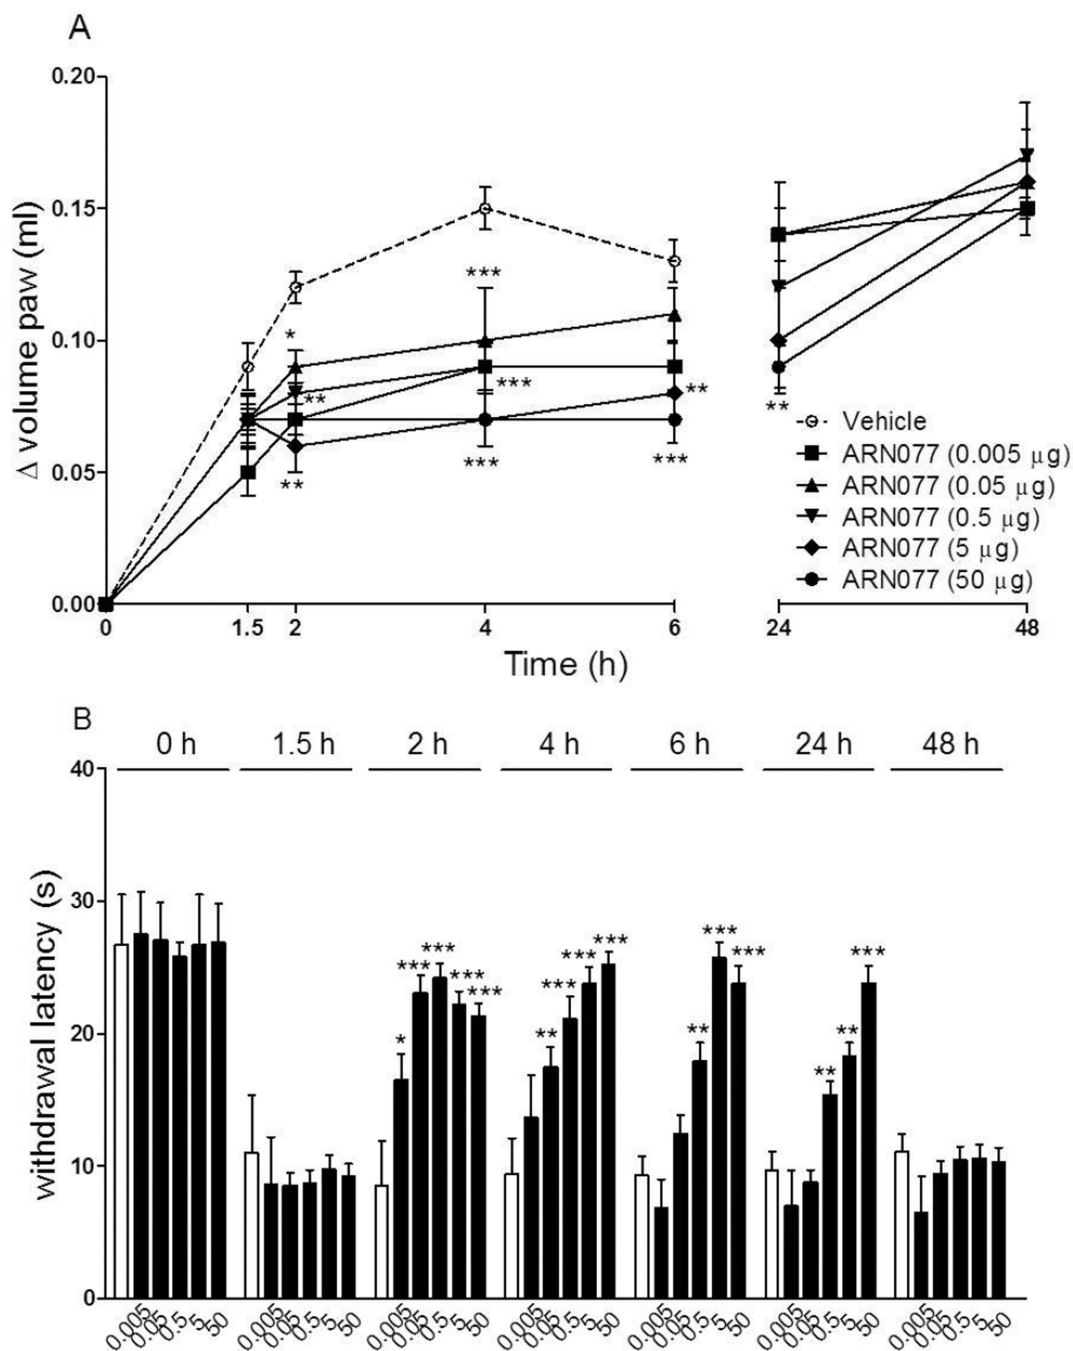 A
0.20
0.15
0.10
0.05
0.00
Δ volume paw (ml)
***
*
**
***
**
**
***
***
**
0 1.5 2 4 6 24 48
Time (h)
Vehicle
ARN077 (0.005 μg)
ARN077 (0.05 μg)
ARN077 (0.5 μg)
ARN077 (5 μg)
ARN077 (50 μg)
B
0 h 1.5 h 2 h 4 h 6 h 24 h 48 h
40
30
20
10
0
withdrawal latency (s)
* *** *** *** ***
** *** *** ***
** *** ***
** ** ***
0.005 0.05 0.5 5 50
0.005 0.05 0.5 5 50
0.005 0.05 0.5 5 50
0.005 0.05 0.5 5 50
0.005 0.05 0.5 5 50
0.005 0.05 0.5 5 50
0.005 0.05 0.5 5 50